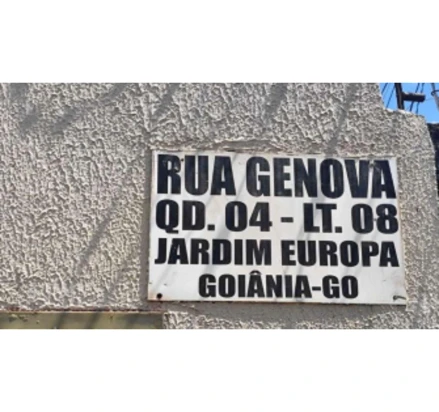 RUA GENOVA
QD. 04 - LT. 08
JARDIM EUROPA
GOIÂNIA-GO